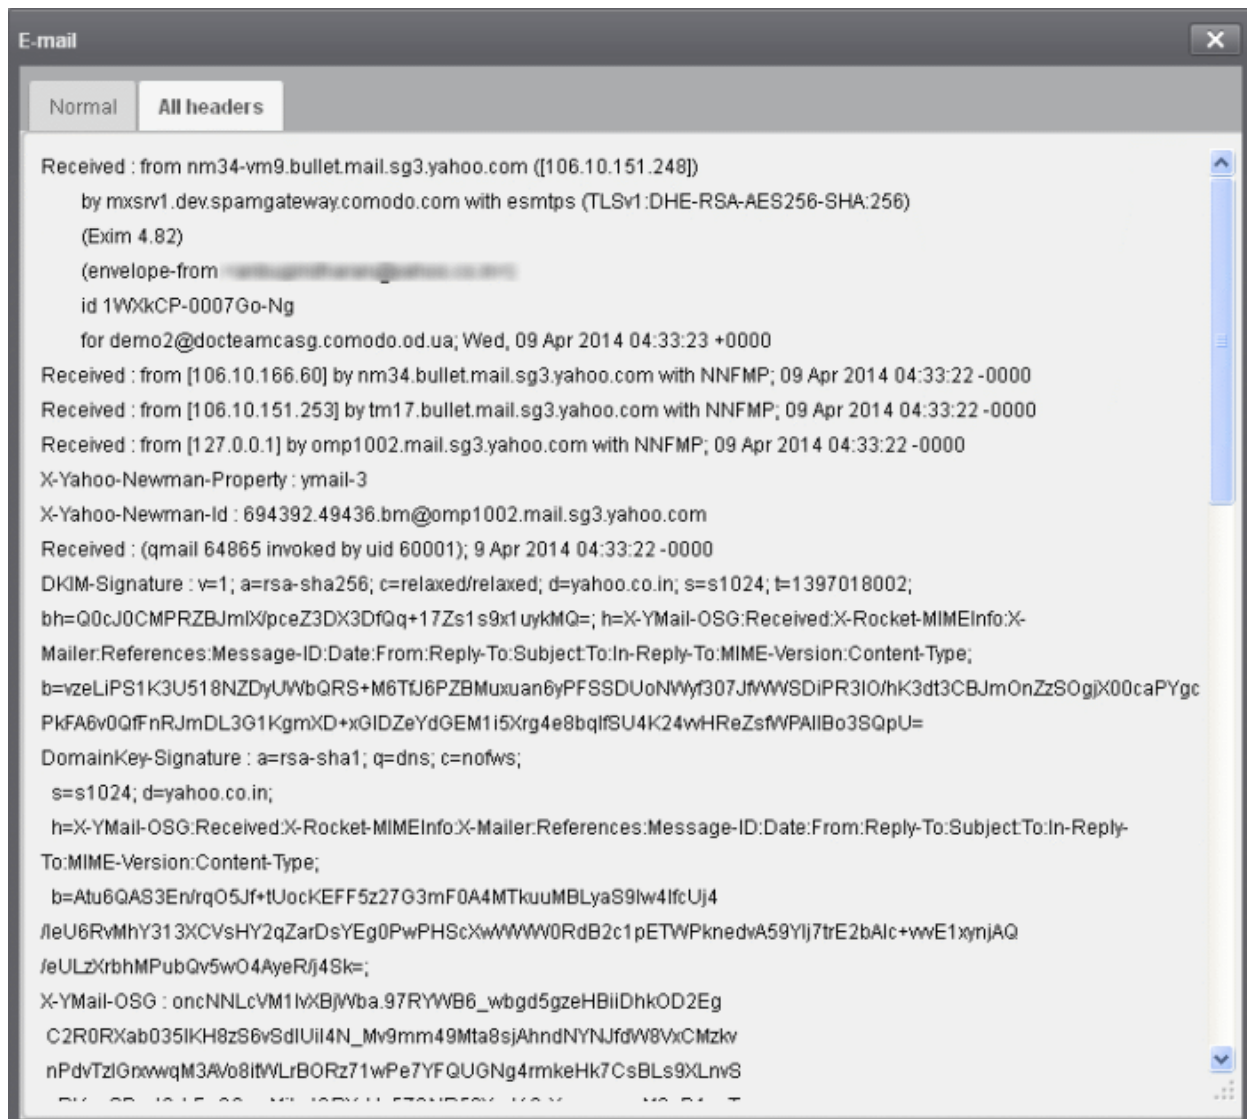 E-mail
Normal
All headers
Received : from nm34-vm9.bullet.mail.sg3.yahoo.com ([106.10.151.248])
by mxsrv1.dev.spamgateway.comodo.com with esmtps (TLSv1:DHE-RSA-AES256-SHA:256)
(Exim 4.82)
(envelope-from
id 1WXkCP-0007Go-Ng
for demo2@docteamcasg.comodo.od.ua; Wed, 09 Apr 2014 04:33:23 +0000
Received : from [106.10.166.60] by nm34.bullet.mail.sg3.yahoo.com with NNFMP; 09 Apr 2014 04:33:22 -0000
Received : from [106.10.151.253] by tm17.bullet.mail.sg3.yahoo.com with NNFMP; 09 Apr 2014 04:33:22 -0000
Received : from [127.0.0.1] by omp1002.mail.sg3.yahoo.com with NNFMP; 09 Apr 2014 04:33:22 -0000
X-Yahoo-Newman-Property : ymail-3
X-Yahoo-Newman-Id : 694392.49436.bm@omp1002.mail.sg3.yahoo.com
Received : (qmail 64865 invoked by uid 60001); 9 Apr 2014 04:33:22 -0000
DKIM-Signature : v=1; a=rsa-sha256; c=relaxed/relaxed; d=yahoo.co.in; s=s1024; t=1397018002;
bh=Q0cJ0CMPRZBJmIX/pceZ3DX3DfQq+17Zs1s9x1uykMQ=; h=X-YMail-OSG:Received:X-Rocket-MIMEInfo:X-
Mailer:References:Message-ID:Date:From:Reply-To:Subject:To:In-Reply-To:MIME-Version:Content-Type;
DomainKey-Signature : a=rsa-sha1; q=dns; c=nofws;
s=s1024; d=yahoo.co.in;
h=X-YMail-OSG:Received:X-Rocket-MIMEInfo:X-Mailer:References:Message-ID:Date:From:Reply-To:Subject:To:In-Reply-
To:MIME-Version:Content-Type;
b=Atu6QAS3En/rqO5Jf+tUocKEFF5z27G3mF0A4MTkuuMBLyaS9Iw4IfcUj4
/eULzXrbhMPubQv5wO4AyeR/j4Sk=;
X-YMail-OSG : oncNNLcVM1lvXBjWba.97RYWB6_wbgd5gzeHBiiDhkOD2Eg
C2R0RXab035IKH8zS6vSdlUiI4N_Mv9mm49Mta8sjAhndNYNJfdW8VxCMzkv